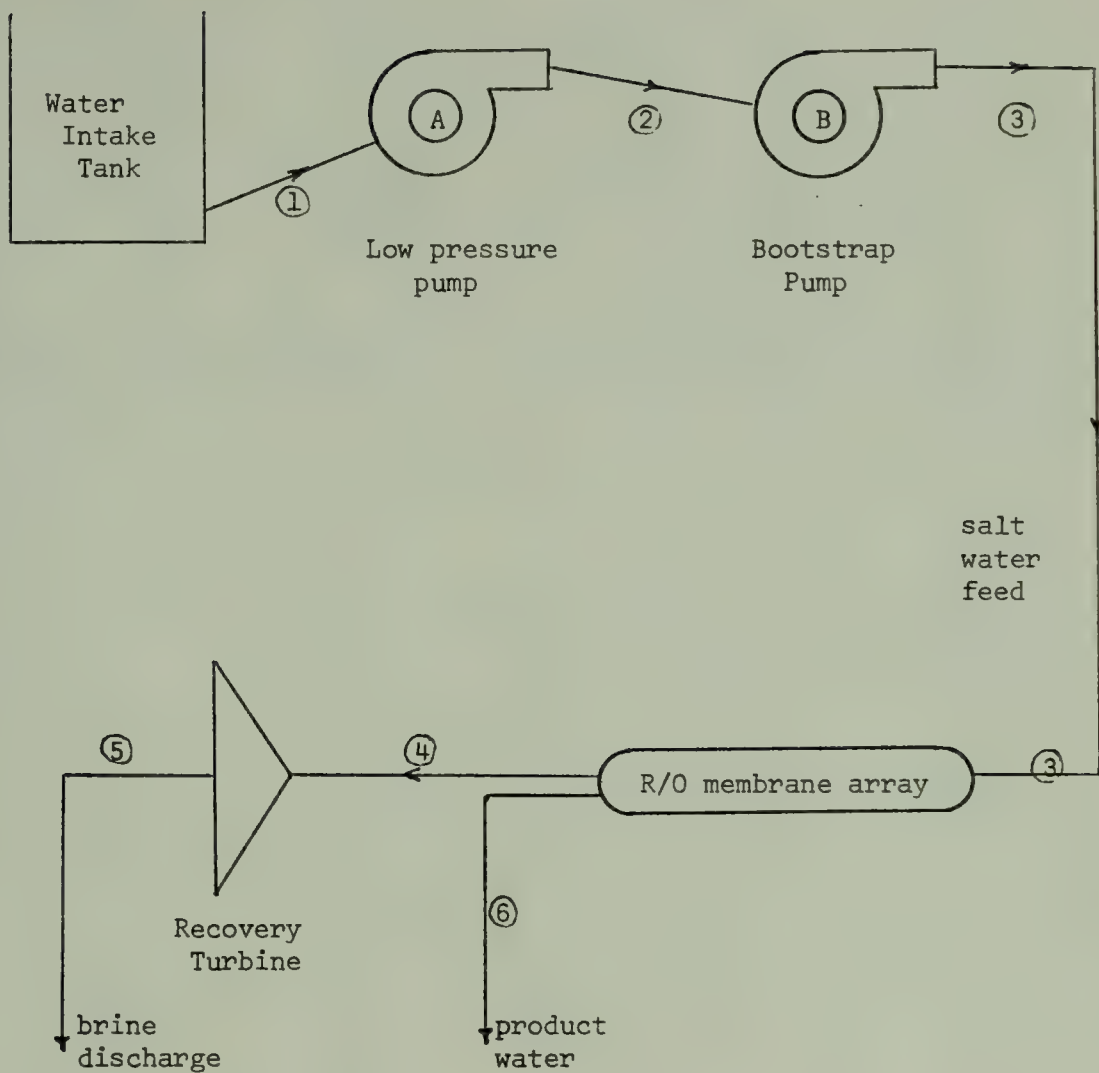 Water
Intake
Tank
A
B
①
②
③
Low pressure
pump
Bootstrap
Pump
salt
water
feed
⑤
④
R/O membrane array
③
⑥
Recovery
Turbine
brine
discharge
product
water